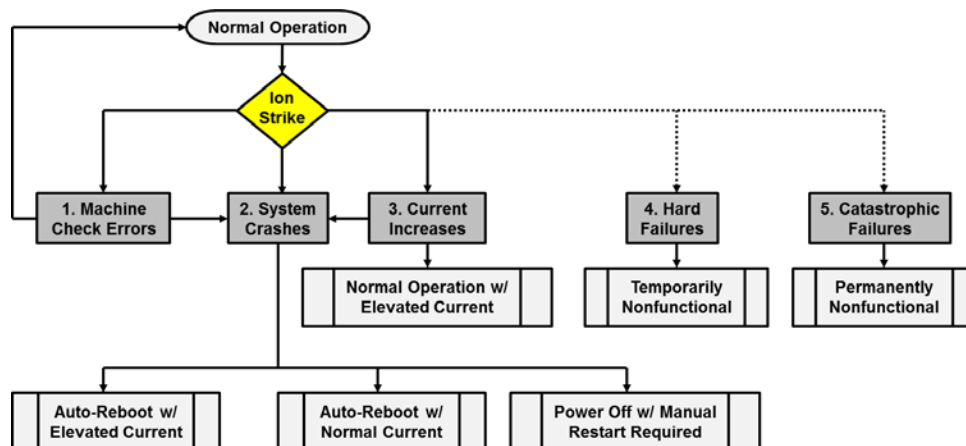 Normal Operation
Ion
Strike
1. Machine
Check Errors
2. System
Crashes
3. Current
Increases
4. Hard
Failures
5. Catastrophic
Failures
Normal Operation w/
Elevated Current
Temporarily
Nonfunctional
Permanently
Nonfunctional
Auto-Reboot w/
Elevated Current
Auto-Reboot w/
Normal Current
Power Off w/ Manual
Restart Required